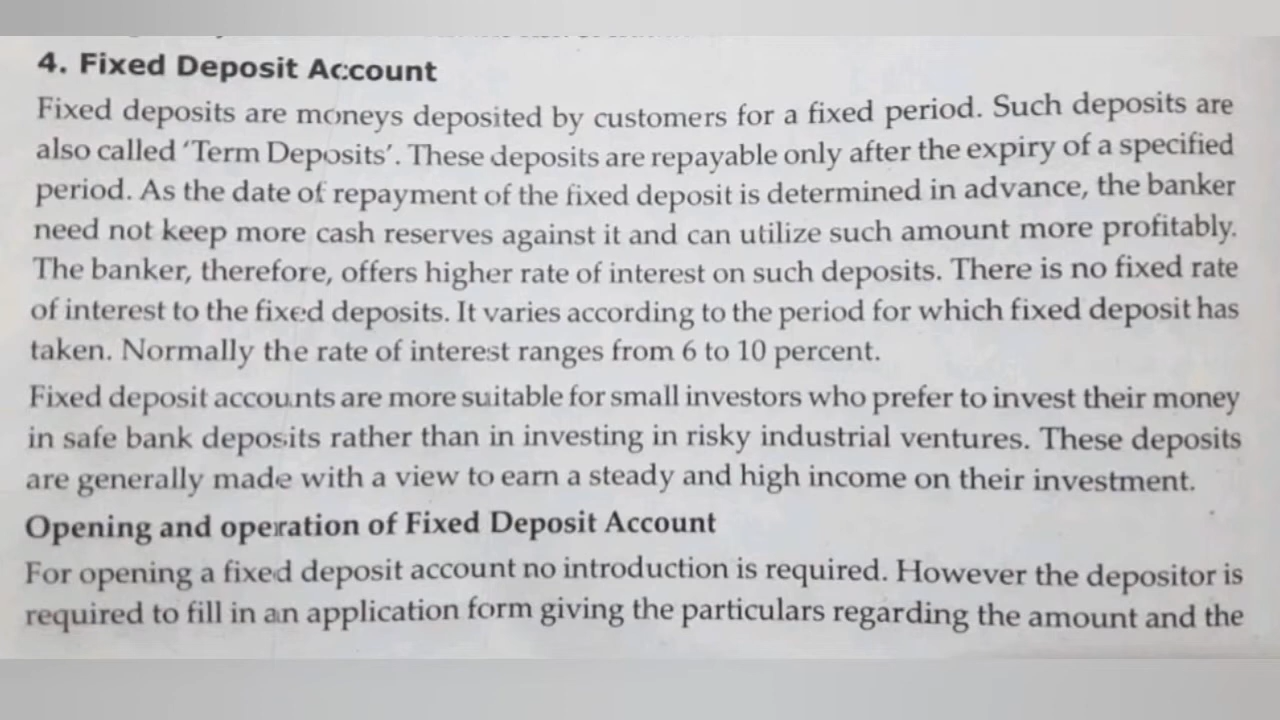 4. Fixed Deposit Account
Fixed deposits are moneys deposited by customers for a fixed period. Such deposits are
also called 'Term Deposits'. These deposits are repayable only after the expiry of a specified
period. As the date of repayment of the fixed deposit is determined in advance, the banker
need not keep more cash reserves against it and can utilize such amount more profitably.
The banker, therefore, offers higher rate of interest on such deposits. There is no fixed rate
of interest to the fixed deposits. It varies according to the period for which fixed deposit has
taken. Normally the rate of interest ranges from 6 to 10 percent.
Fixed deposit accounts are more suitable for small investors who prefer to invest their money
in safe bank deposits rather than in investing in risky industrial ventures. These deposits
are generally made with a view to earn a steady and high income on their investment.
Opening and operation of Fixed Deposit Account
For opening a fixed deposit account no introduction is required. However the depositor is
required to fill in an application form giving the particulars regarding the amount and the